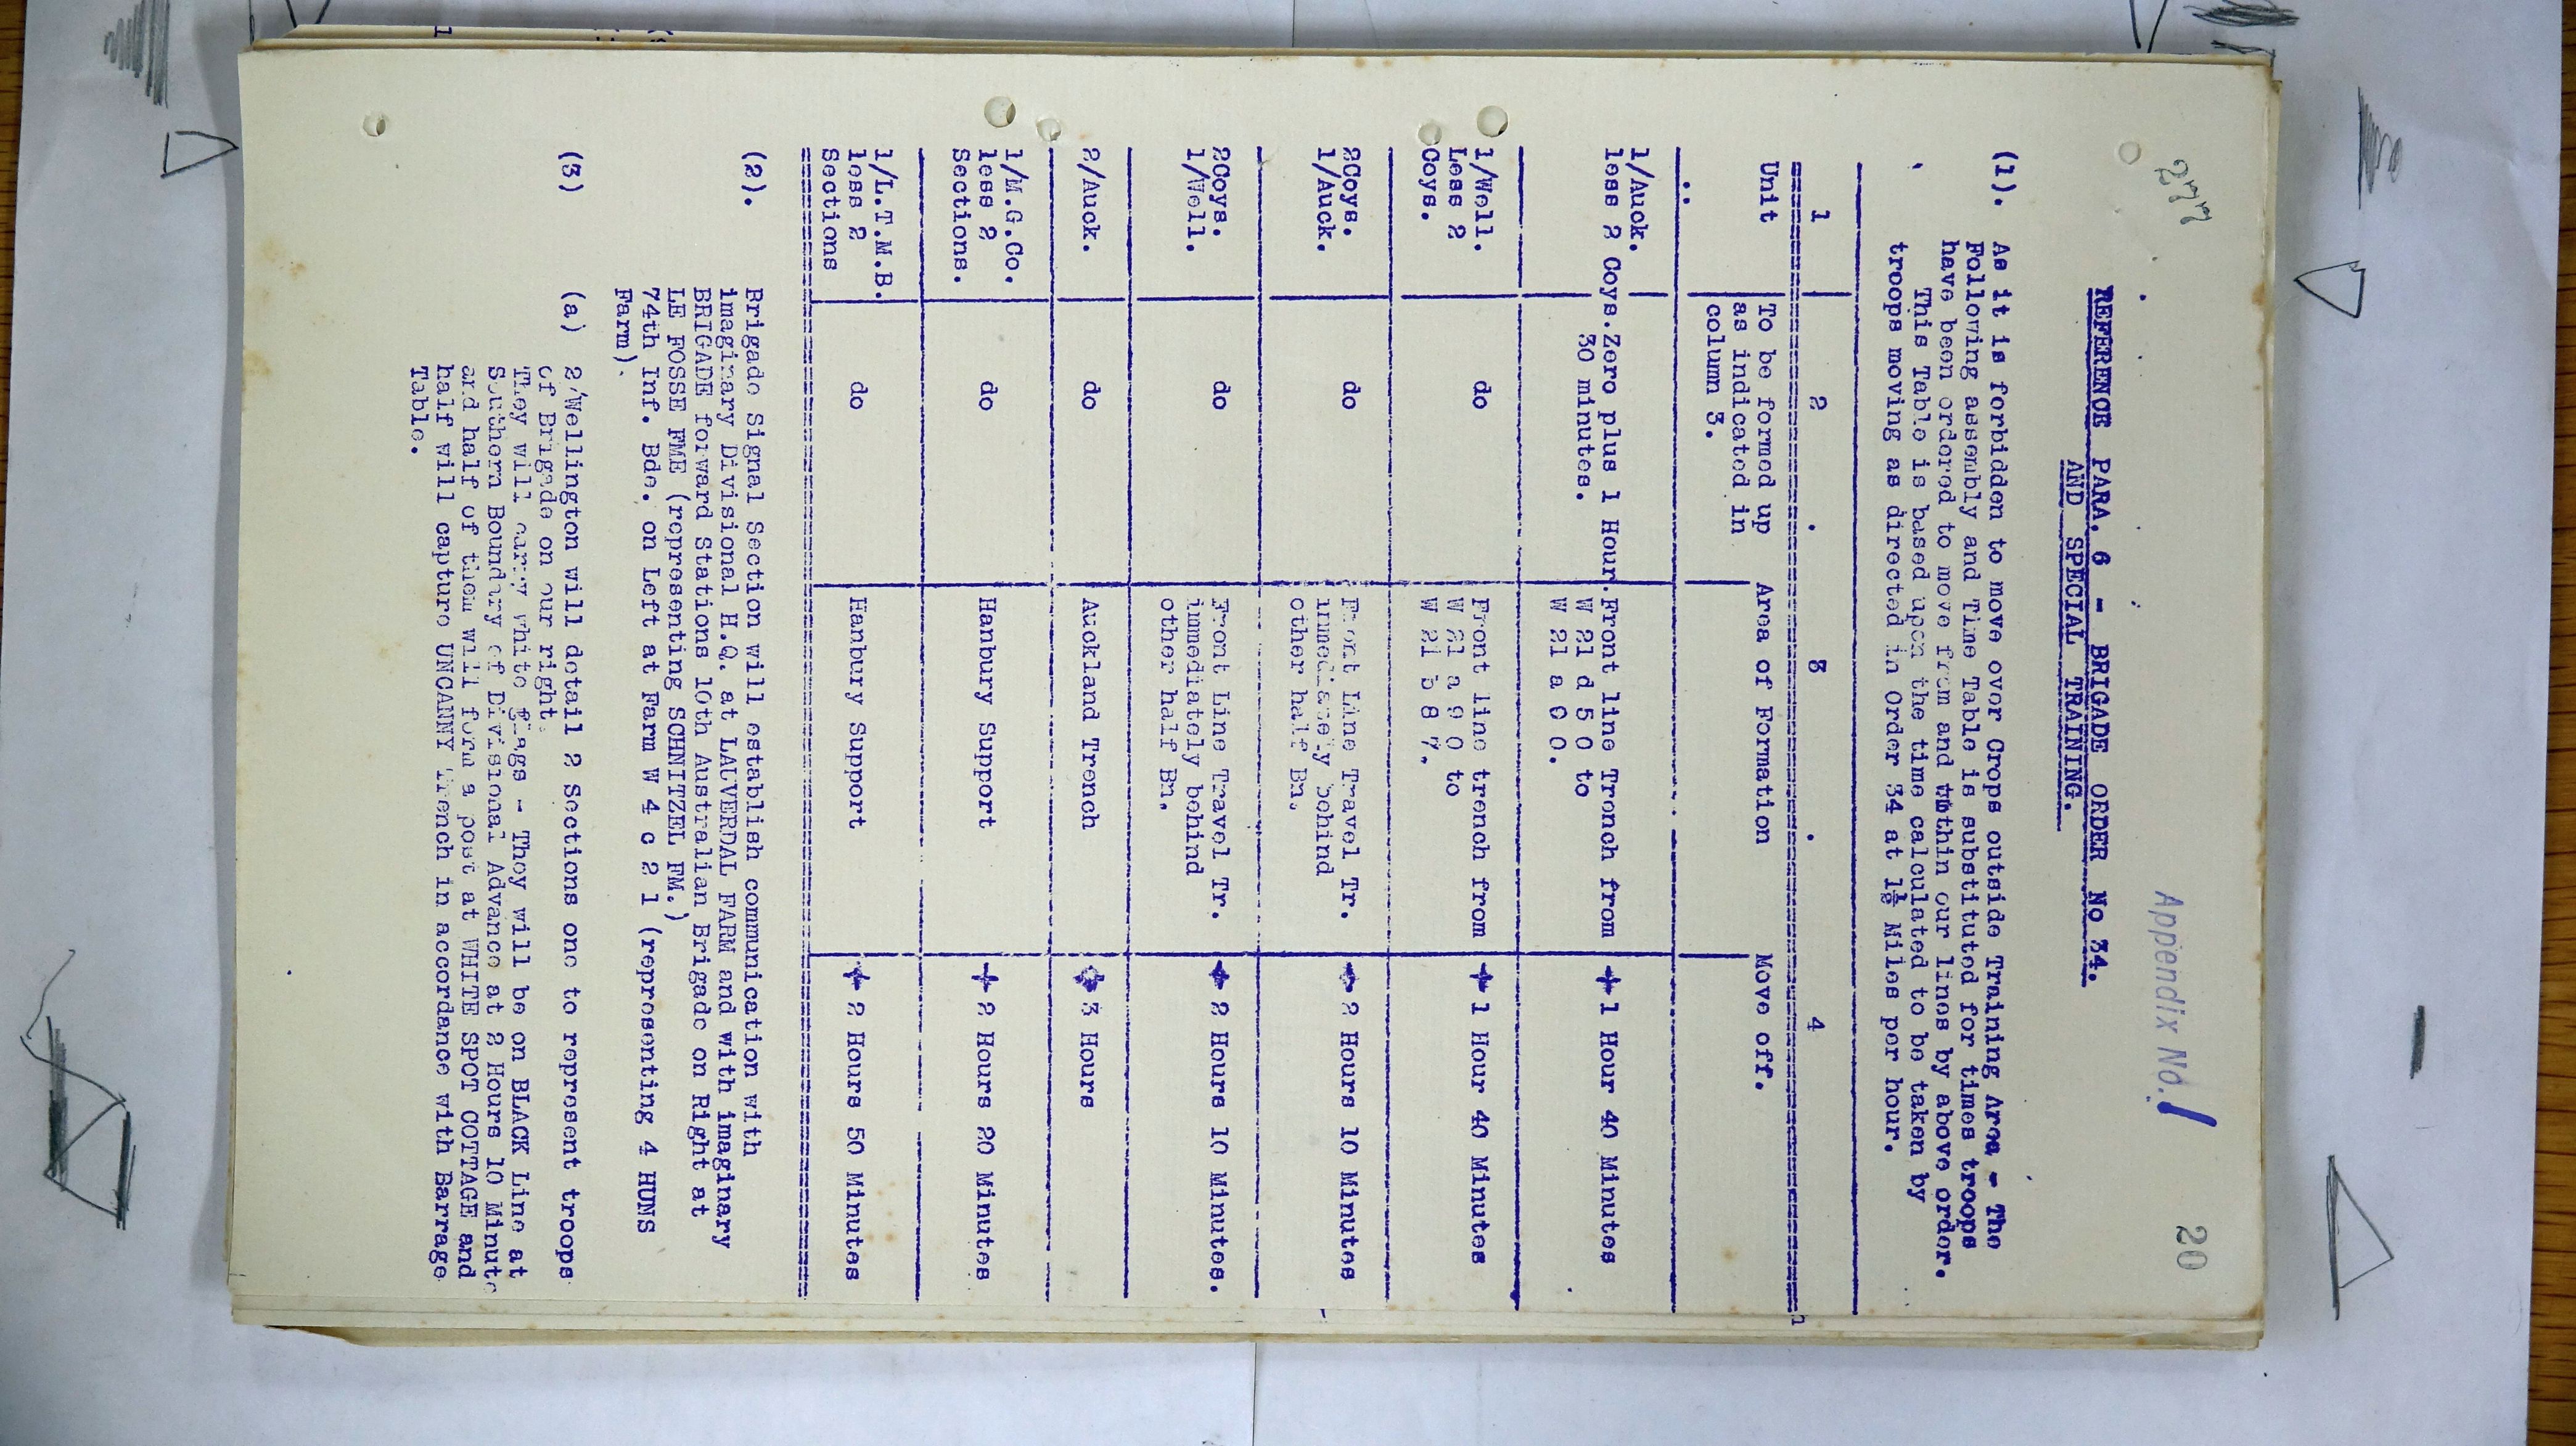 277
Appendix No. 1
20
REFERENCE PARA. 6 - BRIGADE ORDER No 34.
AND SPECIAL TRAINING.
(1). As it is forbidden to move over Crops outside Training Area - The
Following assembly and Time Table is substituted for times troops
have been ordered to move from and within our lines by above order.
This Table is based upon the time calculated to be taken by
troops moving as directed in Order 34 at 1½ Miles per hour.
1 2 3 4
Unit To be formed up Area of Formation Move off.
as indicated in
column 3.
1/Auck. Zero plus 1 Hour Front line Trench from + 1 Hour 40 Minutes
less 2 Coys. 30 minutes. W 21 d 5 0 to
W 21 a 0 0.
1/Well. do Front line trench from + 1 Hour 40 Minutes
Less 2 W 21 a 9 0 to
Coys. W 21 b 8 7.
2Coys. do Front Line Travel Tr. + 2 Hours 10 Minutes
1/Auck. immediately behind
other half Bn.
2Coys. do Front Line Travel Tr. + 2 Hours 10 Minutes.
1/Well. immediately behind
other half Bn.
2/Auck. do Auckland Trench + 3 Hours
1/M.G.Co. do Hanbury Support + 2 Hours 20 Minutes
less 2
Sections.
1/L.T.M.B. do Hanbury Support + 2 Hours 50 Minutes
less 2
Sections
(2). Brigade Signal Section will establish communication with
imaginary Divisional H.Q. at LAUVERDAL FARM and with imaginary
BRIGADE forward Stations 10th Australian Brigade on Right at
LE FOSSE FME (representing SCHNITZEL FM.)
74th Inf. Bde. on Left at Farm W 4 c 2 1 (representing 4 HUNS
Farm).
(3) (a) 2/Wellington will detail 2 Sections one to represent troops
of Brigade on our right.
They will carry white flags - They will be on BLACK Line at
Southern Boundary of Divisional Advance at 2 Hours 10 Minute
and half of them will form a post at WHITE SPOT COTTAGE and
half will capture UNCANNY Trench in accordance with Barrage
Table.